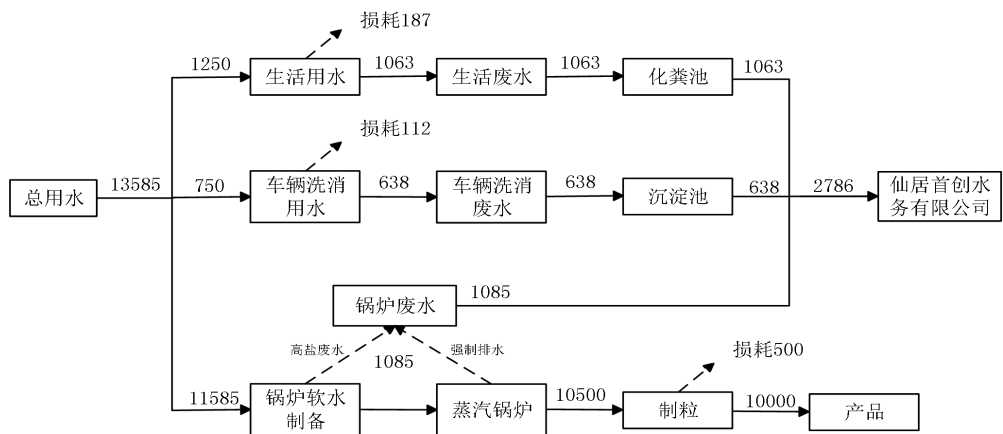 损耗187
1250
生活用水
1063
生活废水
1063
化粪池
1063
损耗112
总用水
13585
750
车辆洗消
用水
638
车辆洗消
废水
638
沉淀池
638
2786
仙居首创水
务有限公司
锅炉废水
1085
高盐废水
1085
强制排水
损耗500
11585
锅炉软水
制备
蒸汽锅炉
10500
制粒
10000
产品